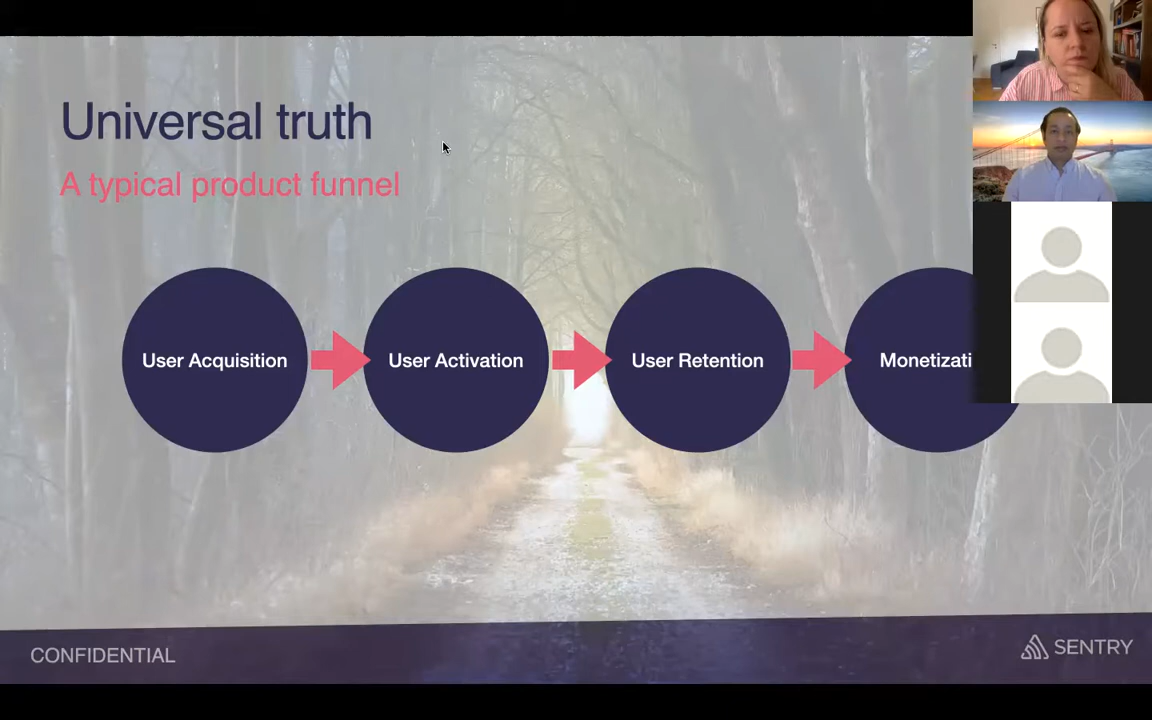 Universal truth
A typical product funnel
User Acquisition
User Activation
User Retention
Monetizati
CONFIDENTIAL
SENTRY